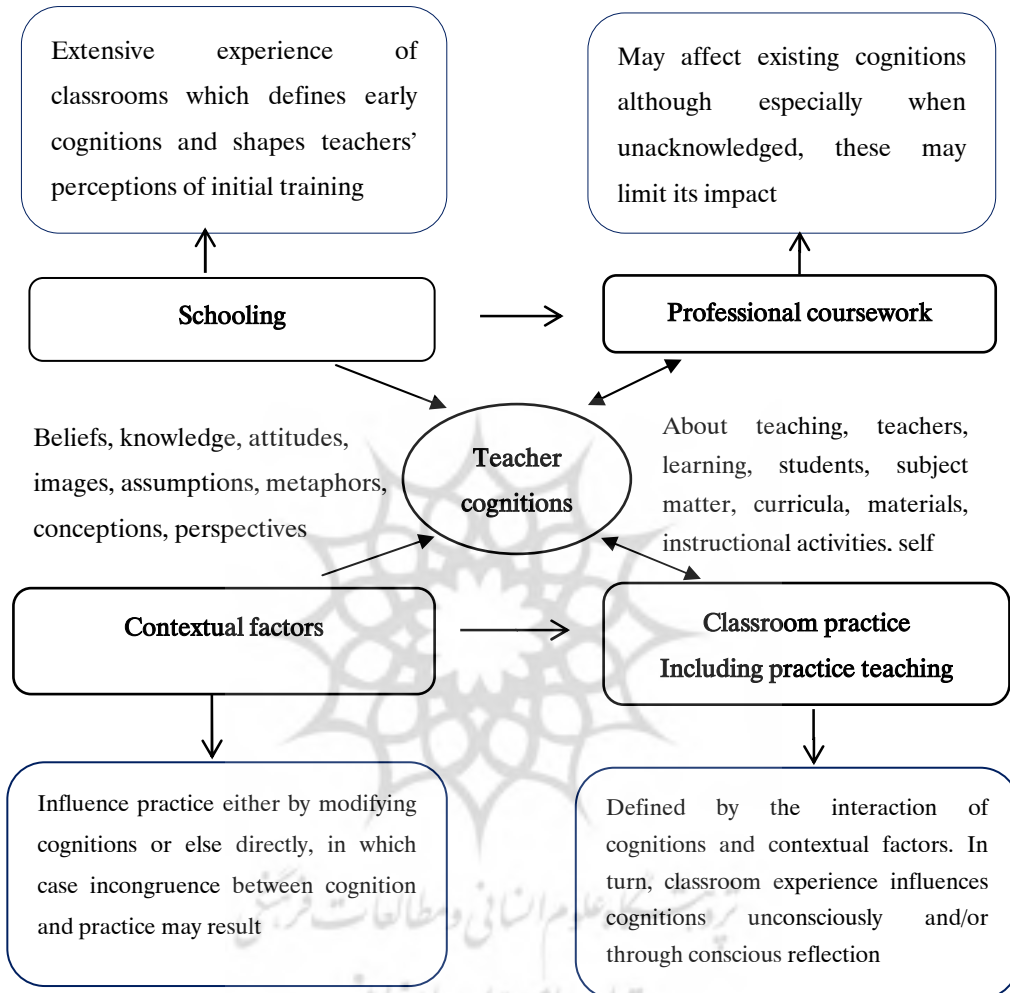 Extensive experience of
classrooms which defines early
cognitions and shapes teachers'
perceptions of initial training
May affect existing cognitions
although especially when
unacknowledged, these may
limit its impact
Schooling
Professional coursework
Beliefs, knowledge, attitudes,
images, assumptions, metaphors,
conceptions, perspectives
Teacher
cognitions
About teaching, teachers,
learning, students, subject
matter, curricula, materials,
instructional activities, self
Contextual factors
Classroom practice
Including practice teaching
Influence practice either by modifying
cognitions or else directly, in which
case incongruence between cognition
and practice may result
Defined by the interaction of
cognitions and contextual factors. In
turn, classroom experience influences
cognitions unconsciously and/or
through conscious reflection
علوم انسانی و مطالعات فرهنگی